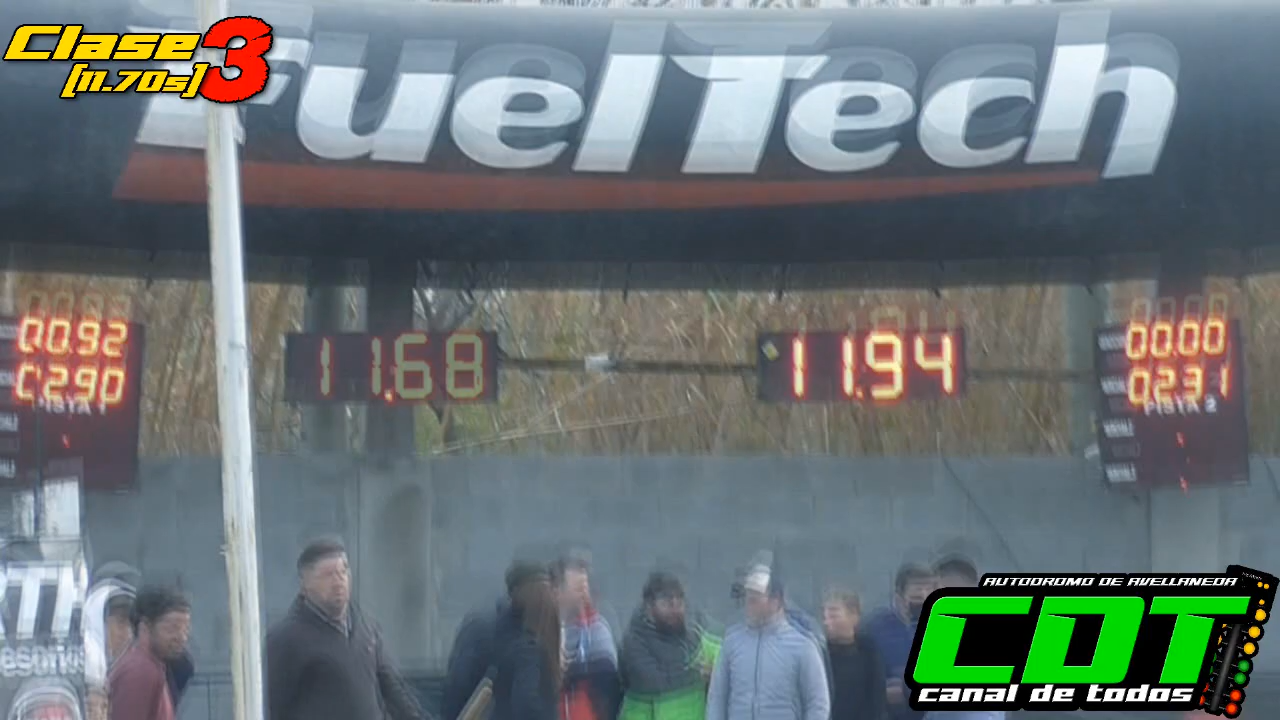 Clase 3
[11.70s]
FuelTech
00.92
02.90
PISTA 1
11.68
11.94
00.00
02.31
PISTA 2
AUTODROMO DE AVELLANEDA
CDT
canal de todos